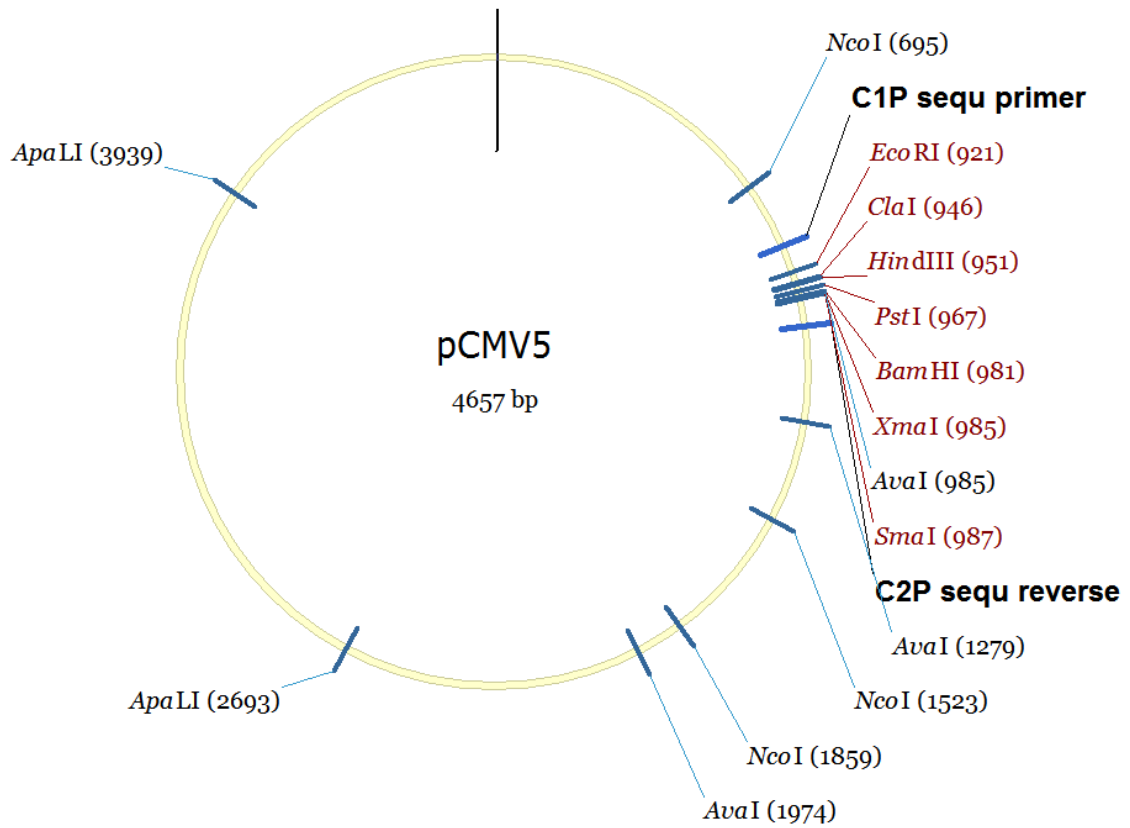 NcoI (695)
C1P sequ primer
ApaLI (3939)
EcoRI (921)
ClaI (946)
HindIII (951)
PstI (967)
pCMV5
BamHI (981)
4657 bp
XmaI (985)
AvaI (985)
SmaI (987)
C2P sequ reverse
AvaI (1279)
ApaLI (2693)
NcoI (1523)
NcoI (1859)
AvaI (1974)